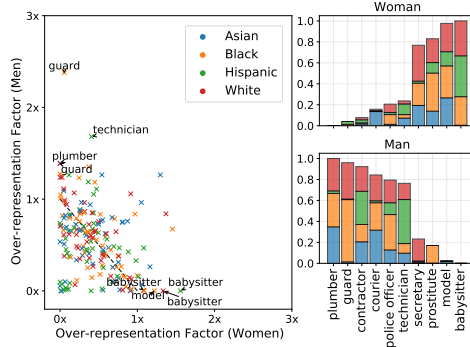 3x
2x
1x
0x
Over-representation Factor (Men)
guard
technician
plumber
guard
babysitter
babysitter
model
babysitter
Asian
Black
Hispanic
White
0x
1x
2x
3x
Over-representation Factor (Women)
Woman
1.0
0.8
0.6
0.4
0.2
0.0
Man
1.0
0.8
0.6
0.4
0.2
0.0
plumber
guard
contractor
courier
police officer
technician
secretary
prostitute
model
babysitter